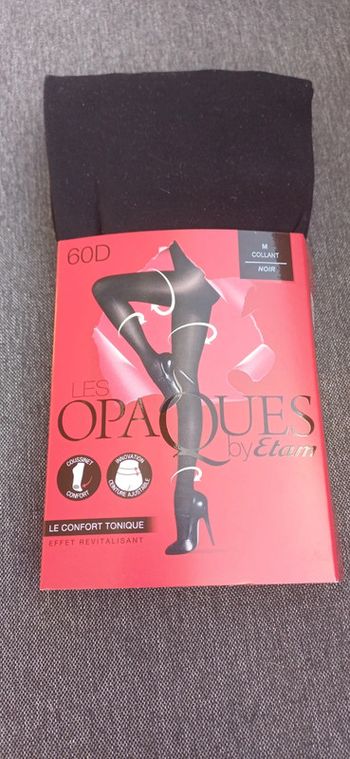 60D
M
COLLANT
NOIR
LES
OPAQUES
by Etam
COUSSINET
CONFORT
INNOVATION
CEINTURE AJUSTABLE
LE CONFORT TONIQUE
EFFET REVITALISANT